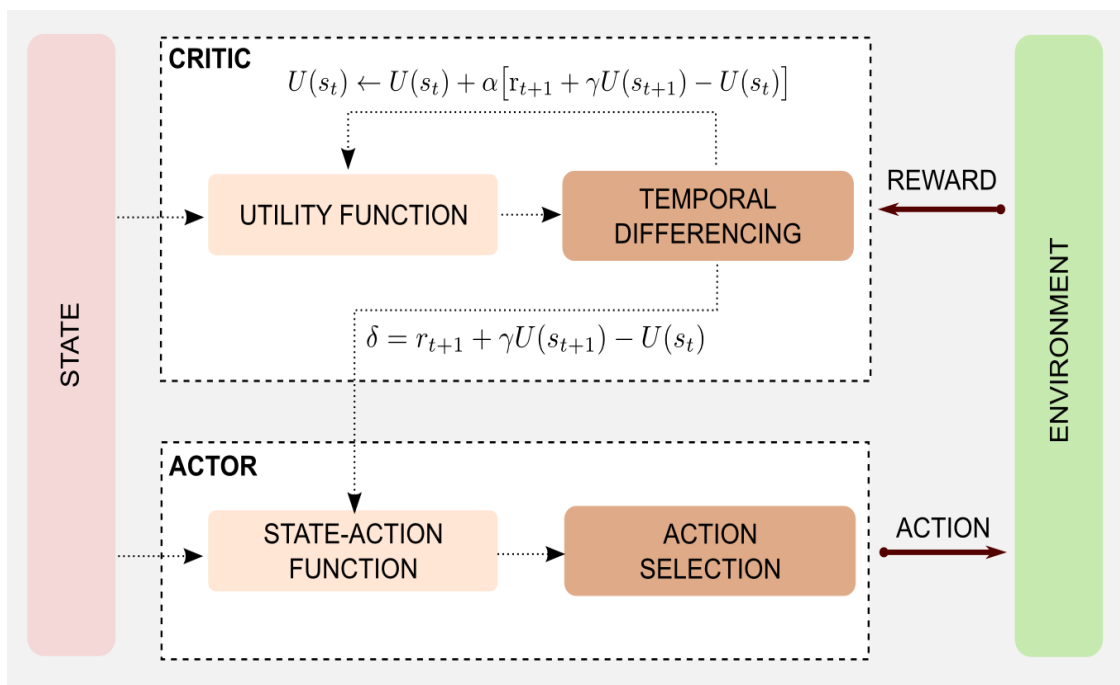 CRITIC
U(s_t) ← U(s_t) + α[r_{t+1} + γU(s_{t+1}) − U(s_t)]
UTILITY FUNCTION
TEMPORAL
DIFFERENCING
REWARD
δ = r_{t+1} + γU(s_{t+1}) − U(s_t)
STATE
ENVIRONMENT
ACTOR
STATE-ACTION
FUNCTION
ACTION
SELECTION
ACTION